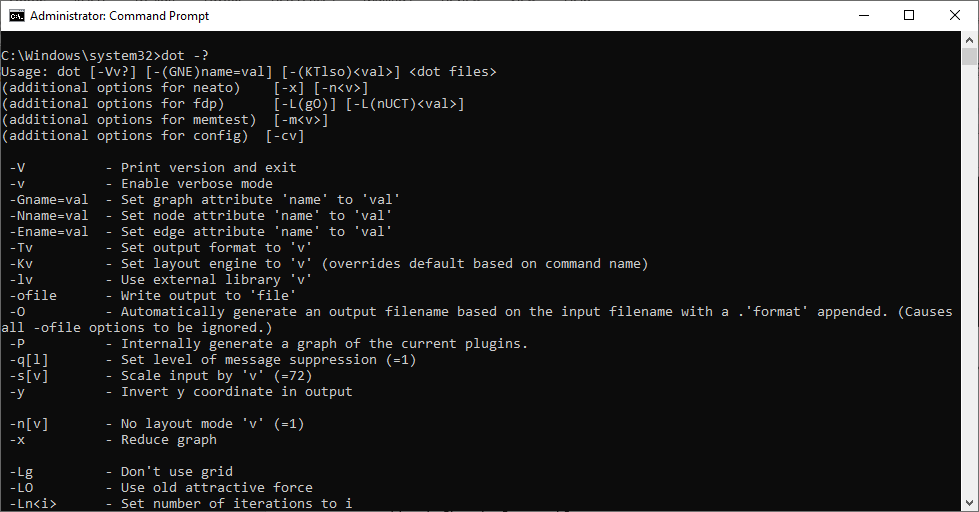 Administrator: Command Prompt
C:\Windows\system32>dot -?
Usage: dot [-Vv?] [-(GNE)name=val] [-(KTlso)<val>] <dot files>
(additional options for neato)    [-x] [-n<v>]
(additional options for fdp)      [-L(gO)] [-L(nUCT)<val>]
(additional options for memtest)  [-m<v>]
(additional options for config)  [-cv]
-V          - Print version and exit
-v          - Enable verbose mode
-Gname=val  - Set graph attribute 'name' to 'val'
-Nname=val  - Set node attribute 'name' to 'val'
-Ename=val  - Set edge attribute 'name' to 'val'
-Tv         - Set output format to 'v'
-Kv         - Set layout engine to 'v' (overrides default based on command name)
-lv         - Use external library 'v'
-ofile      - Write output to 'file'
-O          - Automatically generate an output filename based on the input filename with a .'format' appended. (Causes
all -ofile options to be ignored.)
-P          - Internally generate a graph of the current plugins.
-q[l]       - Set level of message suppression (=1)
-s[v]       - Scale input by 'v' (=72)
-y          - Invert y coordinate in output
-n[v]       - No layout mode 'v' (=1)
-x          - Reduce graph
-Lg         - Don't use grid
-LO         - Use old attractive force
-Ln<i>      - Set number of iterations to i